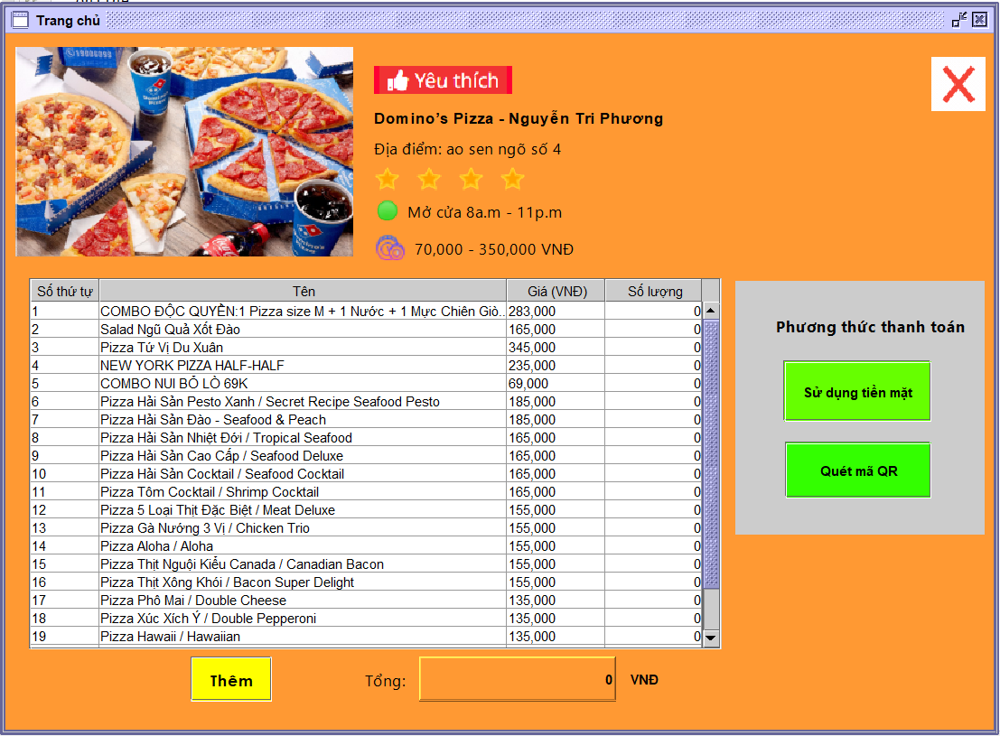 Trang chủ
Yêu thích
Domino’s Pizza - Nguyễn Tri Phương
Địa điểm: ao sen ngõ số 4
Mở cửa 8a.m - 11p.m
70,000 - 350,000 VNĐ
Số thứ tự Tên Giá (VNĐ) Số lượng
1 COMBO ĐỘC QUYỀN:1 Pizza size M + 1 Nước + 1 Mực Chiên Giò... 283,000 0
2 Salad Ngũ Quả Xốt Đào 165,000 0
3 Pizza Tứ Vị Du Xuân 345,000 0
4 NEW YORK PIZZA HALF-HALF 235,000 0
5 COMBO NUI BỎ LÒ 69K 69,000 0
6 Pizza Hải Sản Pesto Xanh / Secret Recipe Seafood Pesto 185,000 0
7 Pizza Hải Sản Đào - Seafood & Peach 185,000 0
8 Pizza Hải Sản Nhiệt Đới / Tropical Seafood 165,000 0
9 Pizza Hải Sản Cao Cấp / Seafood Deluxe 165,000 0
10 Pizza Hải Sản Cocktail / Seafood Cocktail 165,000 0
11 Pizza Tôm Cocktail / Shrimp Cocktail 165,000 0
12 Pizza 5 Loại Thịt Đặc Biệt / Meat Deluxe 155,000 0
13 Pizza Gà Nướng 3 Vị / Chicken Trio 155,000 0
14 Pizza Aloha / Aloha 155,000 0
15 Pizza Thịt Nguội Kiểu Canada / Canadian Bacon 155,000 0
16 Pizza Thịt Xông Khói / Bacon Super Delight 155,000 0
17 Pizza Phô Mai / Double Cheese 135,000 0
18 Pizza Xúc Xích Ý / Double Pepperoni 135,000 0
19 Pizza Hawaii / Hawaiian 135,000 0
Phương thức thanh toán
Sử dụng tiền mặt
Quét mã QR
Thêm
Tổng: 0 VNĐ